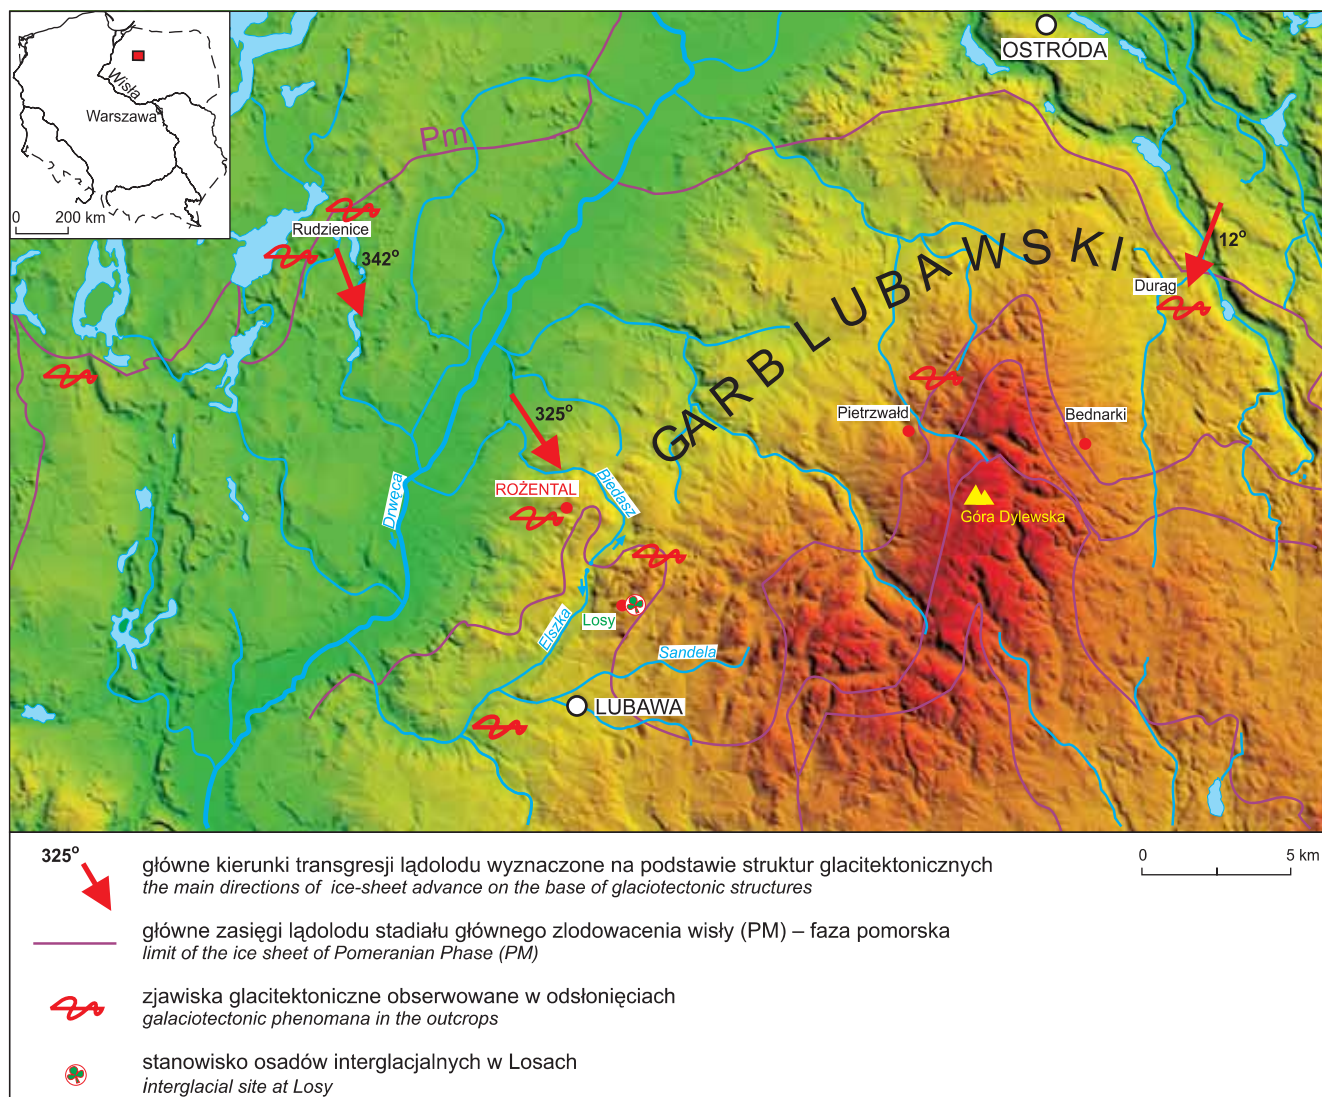 Wisła
Warszawa
0 200 km
OSTRÓDA
Pm
Rudzienice
342°
12°
Durąg
GARB LUBAWSKI
325°
Pietrzwałd
Bednarki
ROŻENTAL
Biedasz
Drwęca
Góra Dylewska
Losy
Elszka
Sandela
LUBAWA
325°
główne kierunki transgresji lądolodu wyznaczone na podstawie struktur glacitektonicznych
the main directions of ice-sheet advance on the base of glaciotectonic structures
0 5 km
główne zasięgi lądolodu stadiału głównego zlodowacenia wisły (PM) – faza pomorska
limit of the ice sheet of Pomeranian Phase (PM)
zjawiska glacitektoniczne obserwowane w odsłonięciach
galaciotectonic phenomana in the outcrops
stanowisko osadów interglacjalnych w Losach
interglacial site at Losy